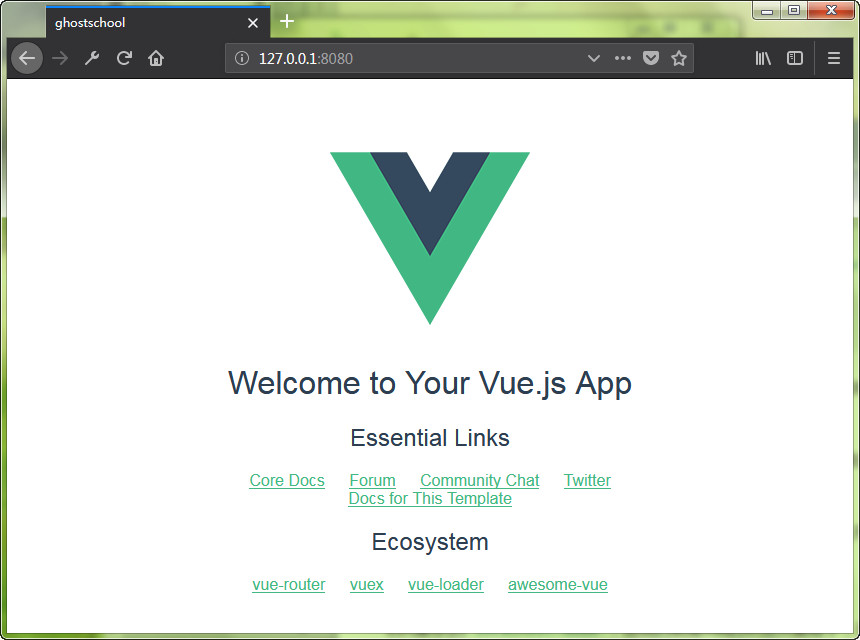 ghostschool
127.0.0.1:8080
Welcome to Your Vue.js App
Essential Links
Core Docs Forum Community Chat Twitter
Docs for This Template
Ecosystem
vue-router vuex vue-loader awesome-vue